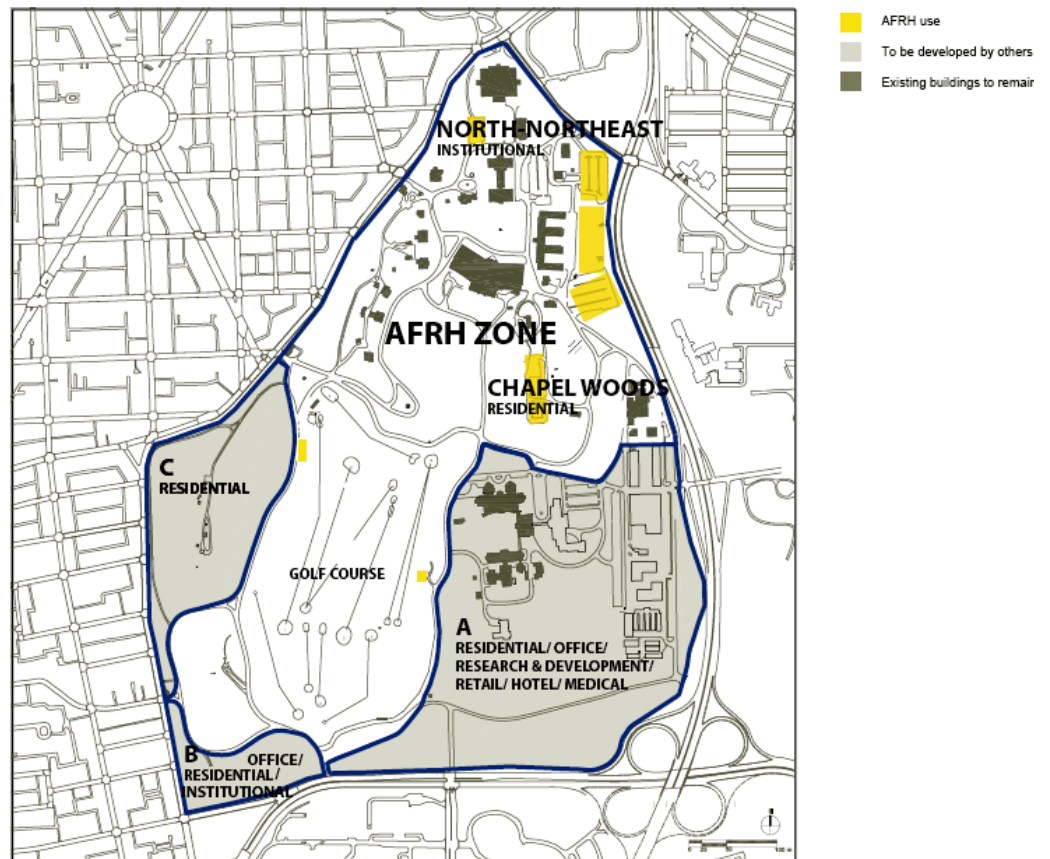 AFRH use
To be developed by others
Existing buildings to remain
NORTH-NORTHEAST
INSTITUTIONAL
AFRH ZONE
CHAPEL WOODS
RESIDENTIAL
C
RESIDENTIAL
GOLF COURSE
A
RESIDENTIAL/ OFFICE/
RESEARCH & DEVELOPMENT/
RETAIL/ HOTEL/ MEDICAL
B OFFICE/
RESIDENTIAL/
INSTITUTIONAL